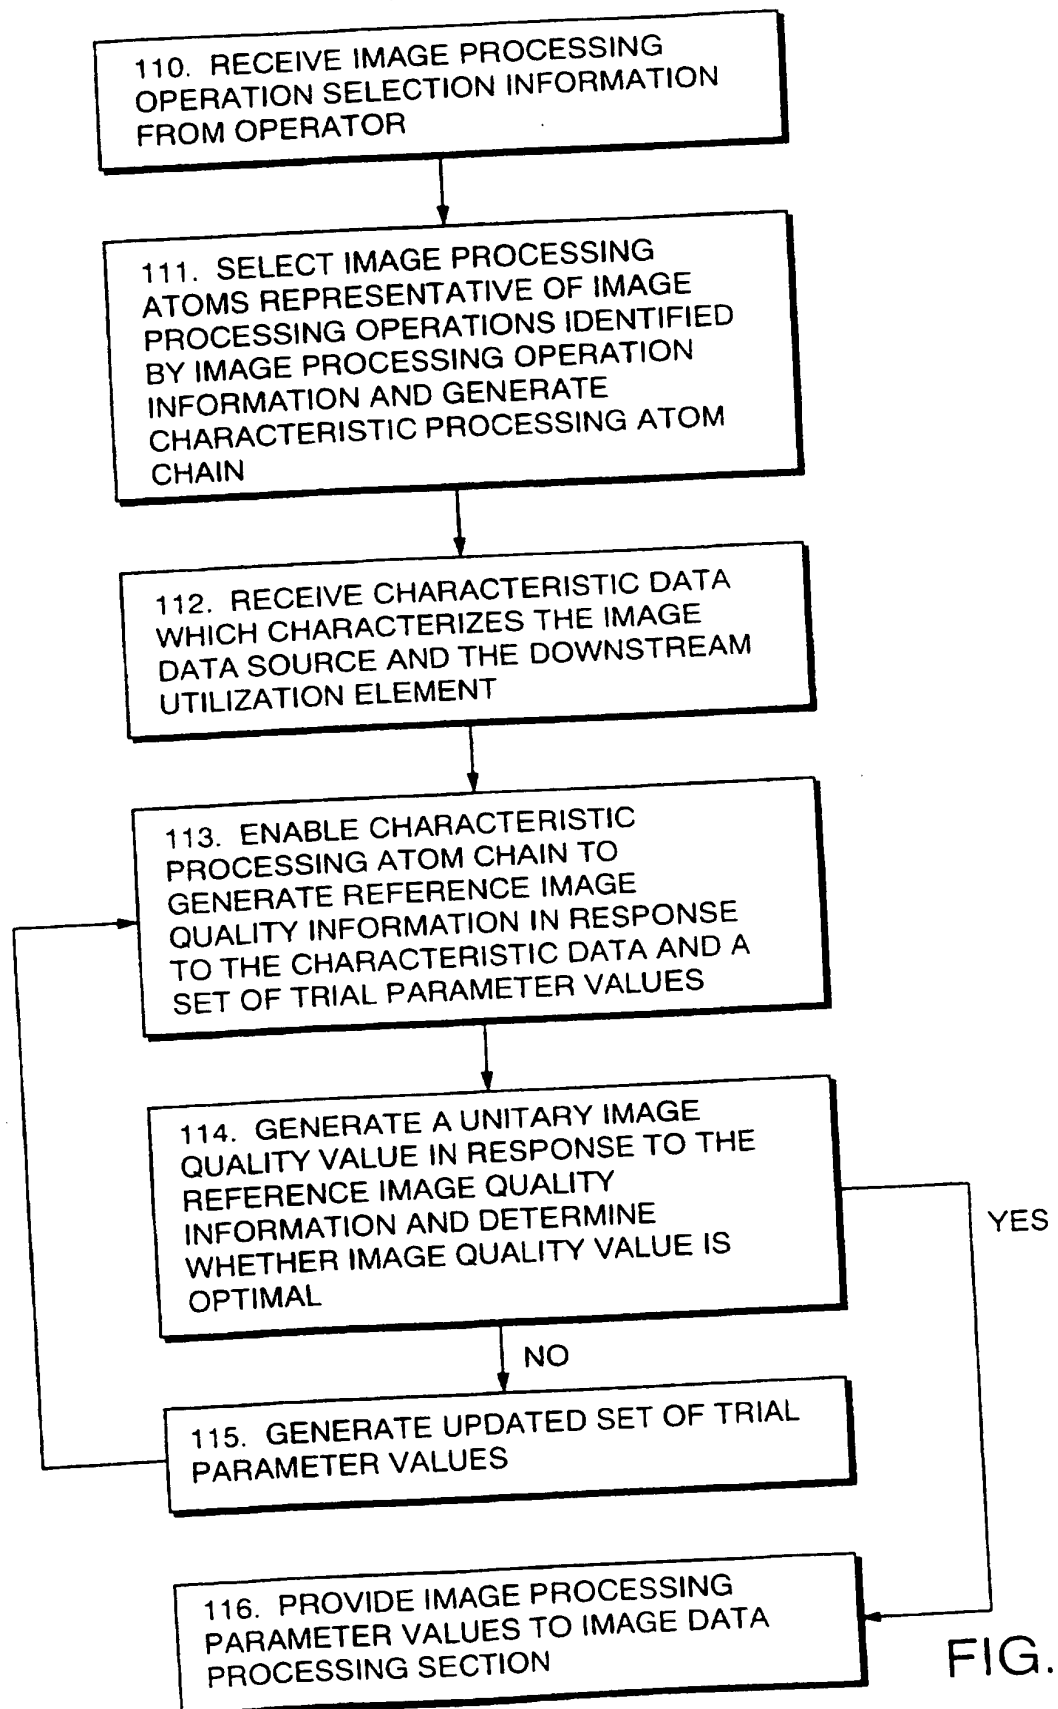 110. RECEIVE IMAGE PROCESSING
OPERATION SELECTION INFORMATION
FROM OPERATOR
111. SELECT IMAGE PROCESSING
ATOMS REPRESENTATIVE OF IMAGE
PROCESSING OPERATIONS IDENTIFIED
BY IMAGE PROCESSING OPERATION
INFORMATION AND GENERATE
CHARACTERISTIC PROCESSING ATOM
CHAIN
112. RECEIVE CHARACTERISTIC DATA
WHICH CHARACTERIZES THE IMAGE
DATA SOURCE AND THE DOWNSTREAM
UTILIZATION ELEMENT
113. ENABLE CHARACTERISTIC
PROCESSING ATOM CHAIN TO
GENERATE REFERENCE IMAGE
QUALITY INFORMATION IN RESPONSE
TO THE CHARACTERISTIC DATA AND A
SET OF TRIAL PARAMETER VALUES
114. GENERATE A UNITARY IMAGE
QUALITY VALUE IN RESPONSE TO THE
REFERENCE IMAGE QUALITY
INFORMATION AND DETERMINE
WHETHER IMAGE QUALITY VALUE IS
OPTIMAL
YES
NO
115. GENERATE UPDATED SET OF TRIAL
PARAMETER VALUES
116. PROVIDE IMAGE PROCESSING
PARAMETER VALUES TO IMAGE DATA
PROCESSING SECTION
FIG.